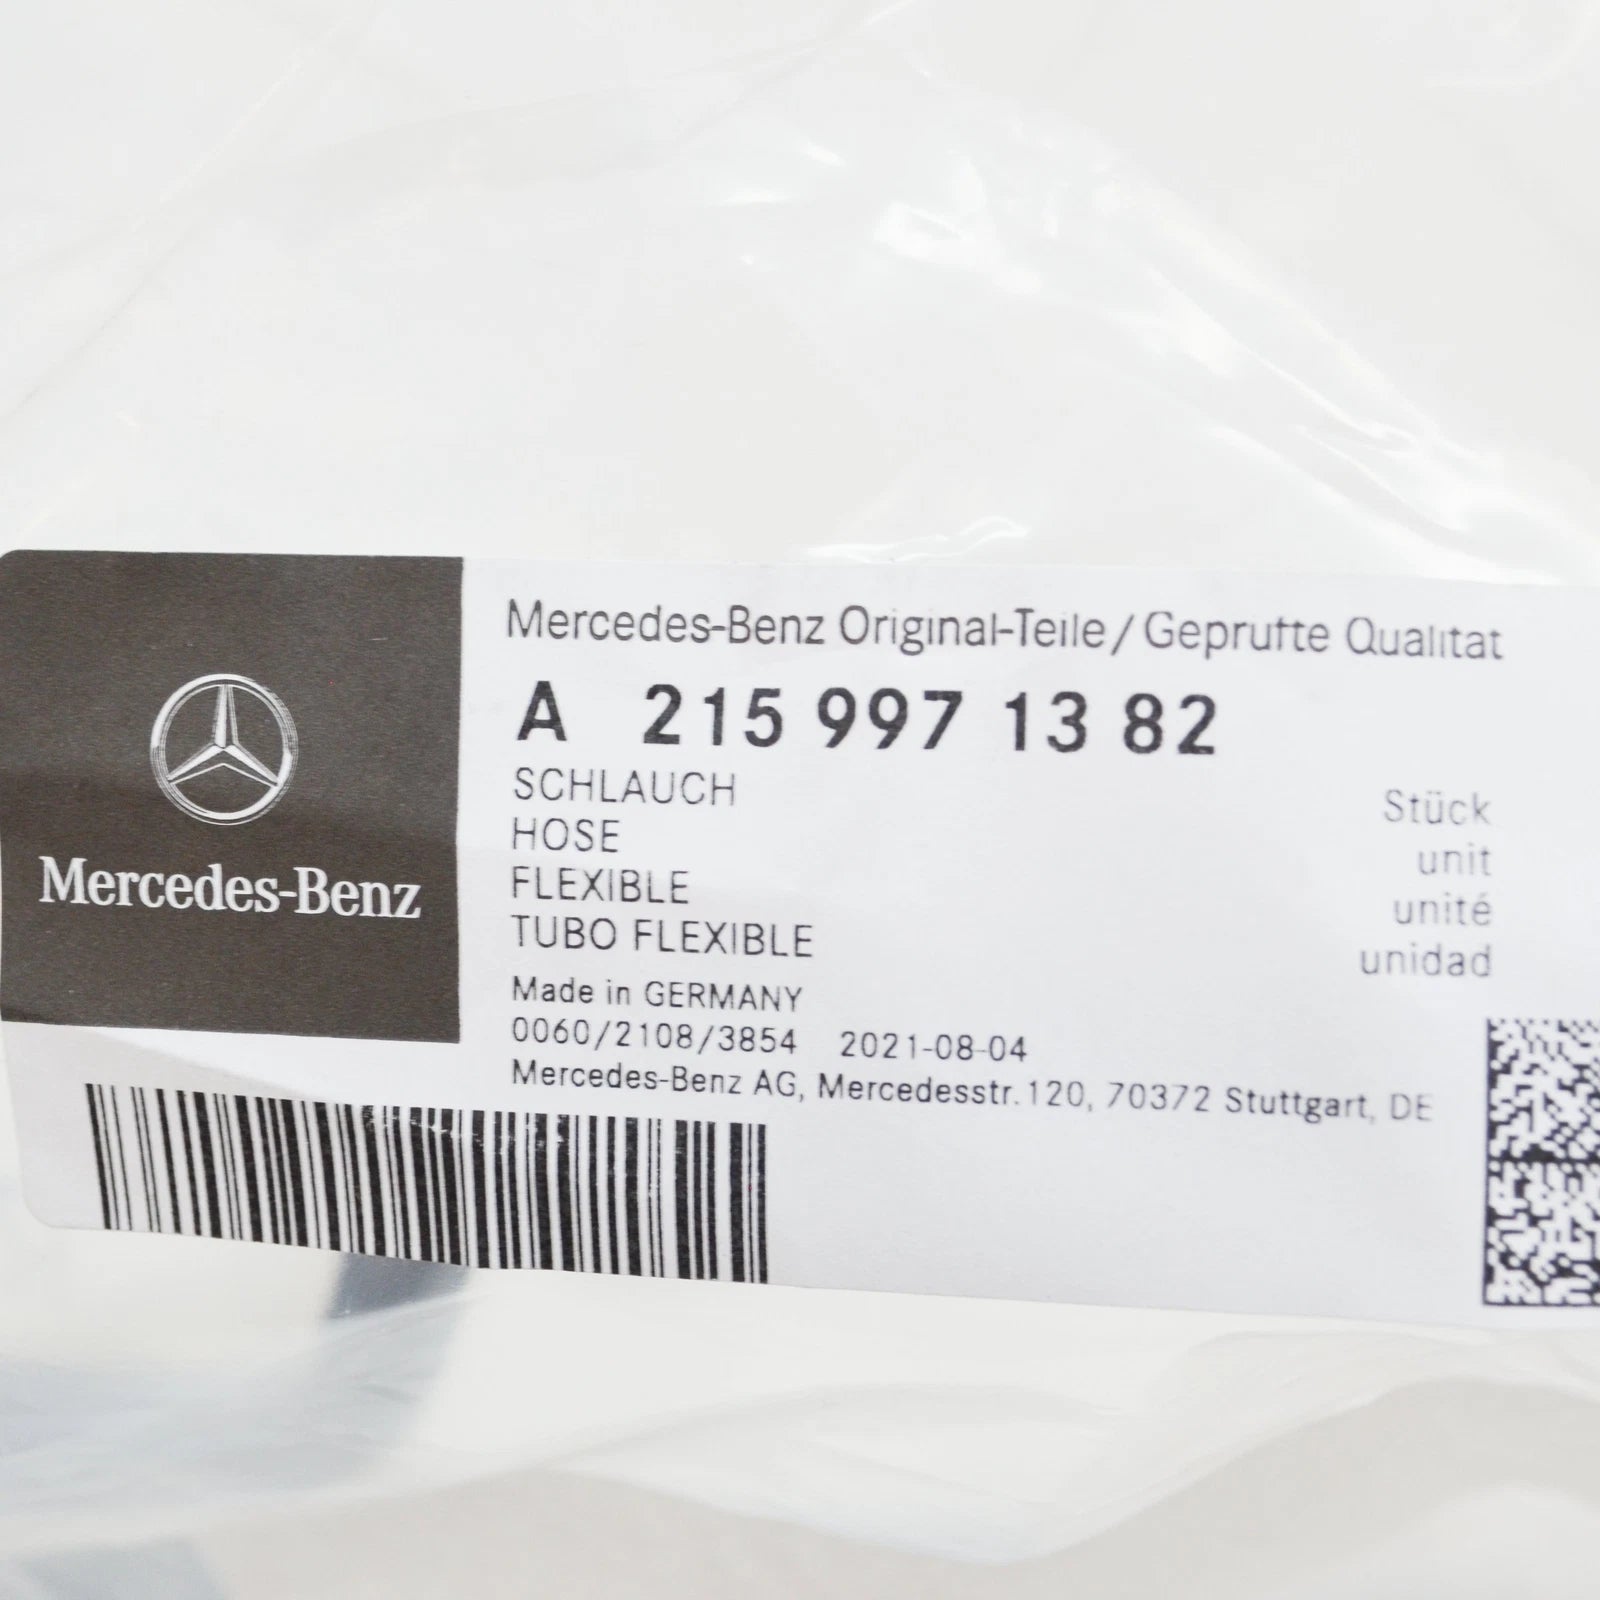 Mercedes-Benz
Mercedes-Benz Original-Teile/Geprufte Qualitat
A 215 997 13 82
SCHLAUCH
HOSE
FLEXIBLE
TUBO FLEXIBLE
Stück
unit
unité
unidad
Made in GERMANY
0060/2108/3854 2021-08-04
Mercedes-Benz AG, Mercedesstr.120, 70372 Stuttgart, DE